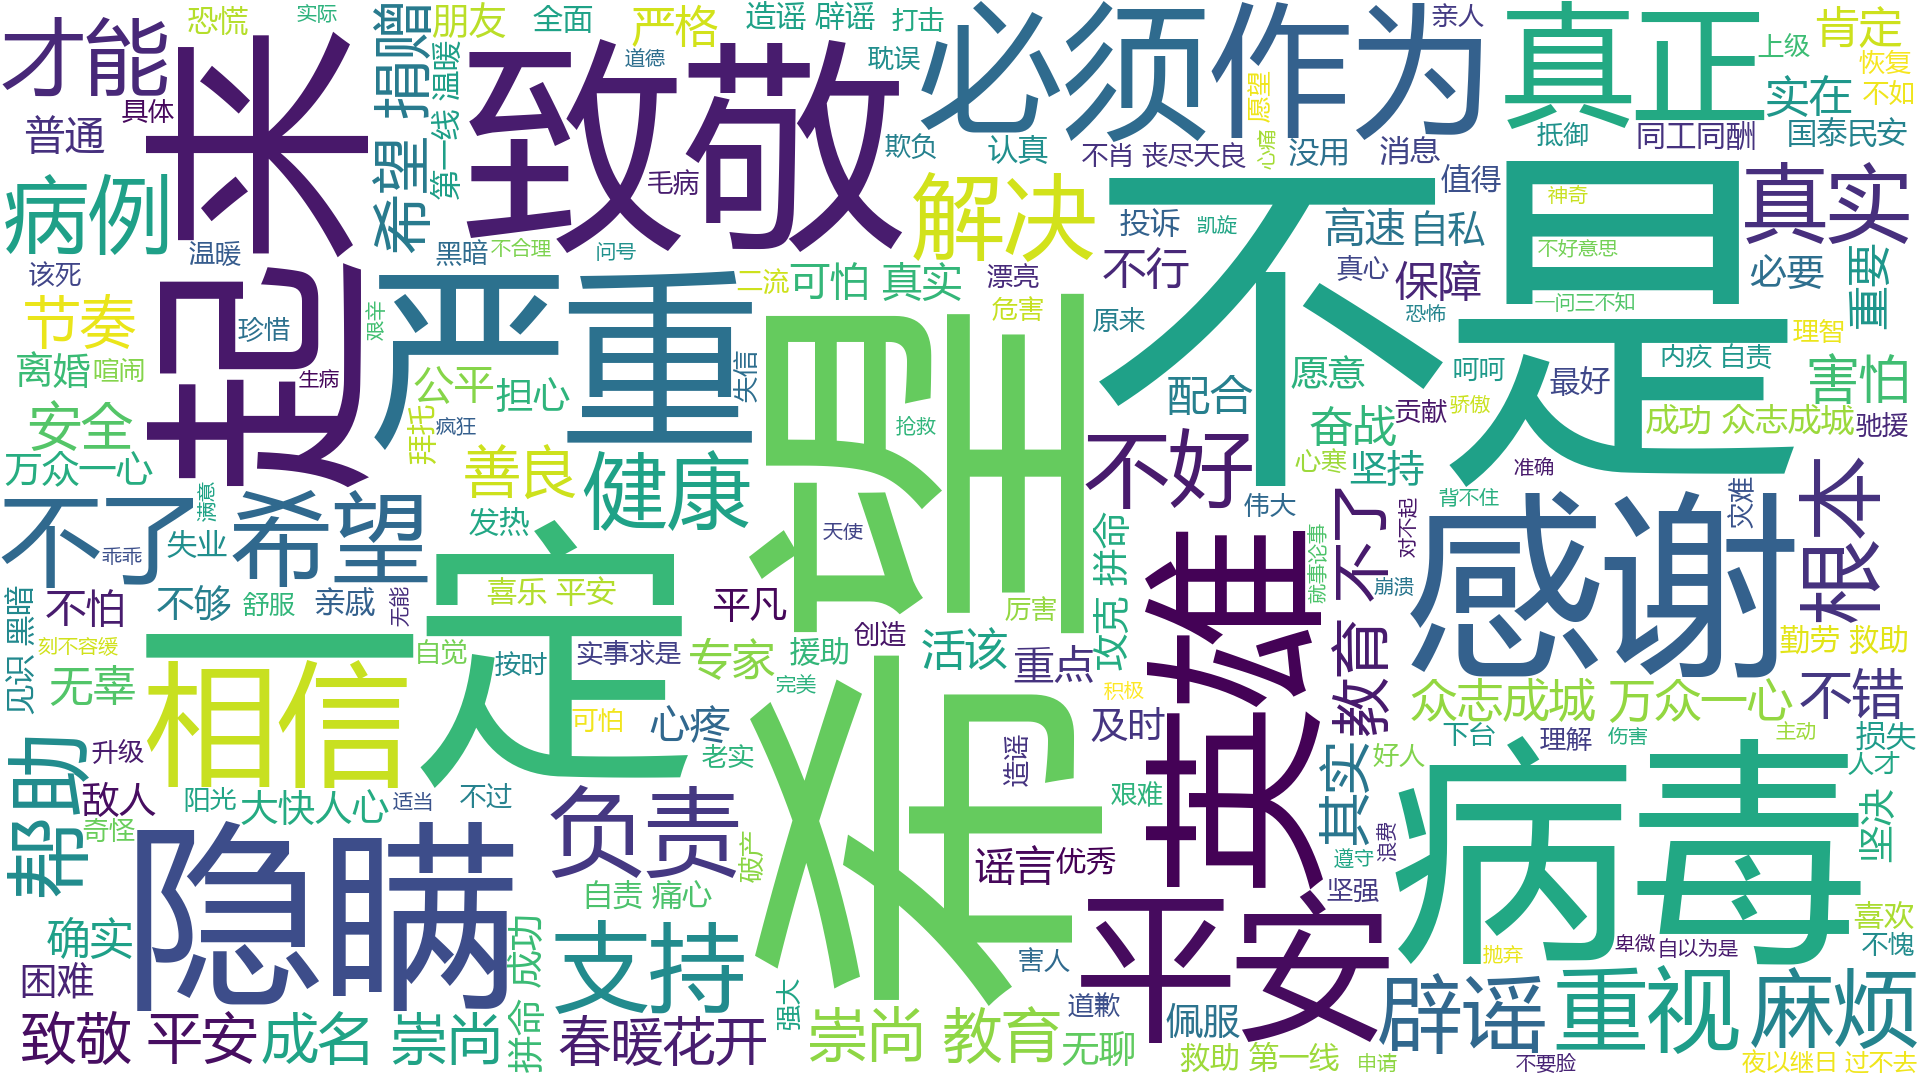 才能
恐慌
实际
捐赠
朋友
全面
严格
造谣 辟谣
打击
必须作为
亲人
真正
肯定
上级
恢复
具体
起来
温暖
致敬
道德
耽误
愿望
实在
不如
普通
希望
第一线
毛病
欺负
认真
不肖
丧尽天良
心痛
没用
消息
抵御
同工同酬
国泰民安
病例
温暖
黑暗
不合理
问号
解决
不是
投诉
凯旋
值得
高速
自私
神奇
不好意思
真实
该死
二流
可怕 真实
漂亮
不行
真心
保障
必要
重要
节奏
珍惜
艰辛
严重
危害
原来
恐怖
一问三不知
理智
离婚
喧闹
生病
公平
担心
失信
希望
愿意
呵呵
最好
内疚 自责
害怕
配合
贡献
骄傲
安全
拜托
疯狂
抢救
奋战
成功 众志成城
驰援
万众一心
善良
健康
不好
心寒
坚持
准确
不了
满意
希望
发热
天使
伟大
背不住
灾难
根本
乖乖
失业
一定
拼命
英雄
就事论事
不了
对不起
感谢
黑暗
不怕
不够
舒服
亲戚
无能
喜乐 平安
平凡
厉害
攻克
崩溃
刻不容缓
见识
无辜
自觉
按时
实事求是
专家
援助
创造
活该
重点
教育
勤劳 救助
相信
可怕
心疼
完美
积极
及时
众志成城 万众一心
不错
帮助
升级
老实
造谣
其实
好人
下台
理解
伤害
主动
损失
人才
敌人
阳光
大快人心
适当
不过
艰难
病毒
坚决
奇怪
隐瞒
负责
破产
谣言
优秀
遵守
浪费
自责 痛心
坚强
确实
成功
支持
平安
喜欢
困难
害人
抛弃
卑微
自以为是
不愧
强大
道歉
佩服
辟谣
重视
麻烦
致敬 平安
成名
崇尚
拼命
春暖花开
崇尚 教育
无聊
救助 第一线
申请
不要脸
夜以继日 过不去